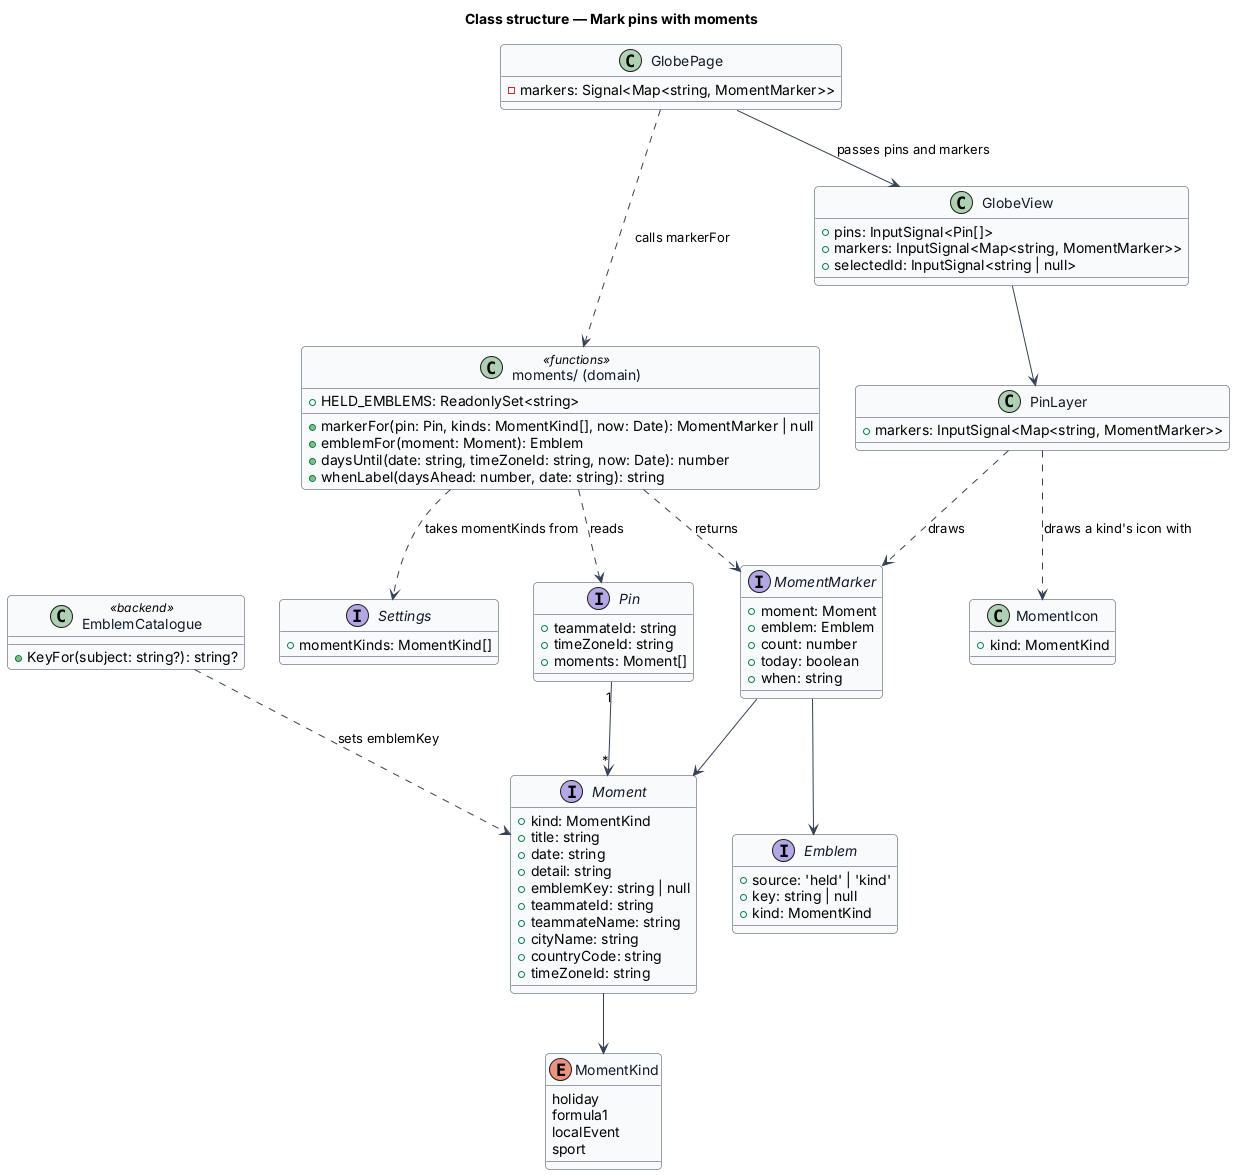 Class structure — Mark pins with moments
C GlobePage
markers: Signal<Map<string, MomentMarker>>
passes pins and markers
C GlobeView
pins: InputSignal<Pin[]>
markers: InputSignal<Map<string, MomentMarker>>
selectedId: InputSignal<string | null>
calls markerFor
«functions»
C moments/ (domain)
HELD_EMBLEMS: ReadonlySet<string>
markerFor(pin: Pin, kinds: MomentKind[], now: Date): MomentMarker | null
emblemFor(moment: Moment): Emblem
daysUntil(date: string, timeZoneId: string, now: Date): number
whenLabel(daysAhead: number, date: string): string
C PinLayer
markers: InputSignal<Map<string, MomentMarker>>
takes momentKinds from
reads
returns
draws
draws a kind's icon with
«backend»
C EmblemCatalogue
KeyFor(subject: string?): string?
I Settings
momentKinds: MomentKind[]
I Pin
teammateId: string
timeZoneId: string
moments: Moment[]
I MomentMarker
moment: Moment
emblem: Emblem
count: number
today: boolean
when: string
C MomentIcon
kind: MomentKind
1
sets emblemKey
*
I Moment
kind: MomentKind
title: string
date: string
detail: string
emblemKey: string | null
teammateId: string
teammateName: string
cityName: string
countryCode: string
timeZoneId: string
I Emblem
source: 'held' | 'kind'
key: string | null
kind: MomentKind
E MomentKind
holiday
formula1
localEvent
sport